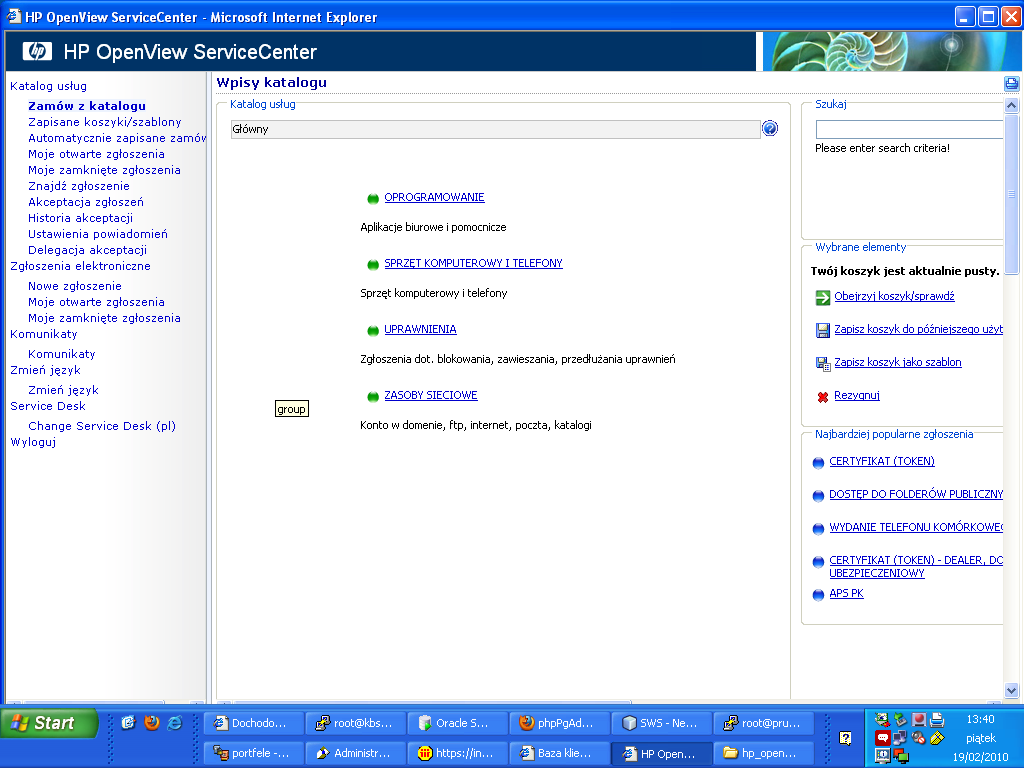 HP OpenView ServiceCenter - Microsoft Internet Explorer
hp HP OpenView ServiceCenter
Katalog usług
Zamów z katalogu
Zapisane koszyki/szablony
Automatycznie zapisane zamów
Moje otwarte zgłoszenia
Moje zamknięte zgłoszenia
Znajdź zgłoszenie
Akceptacja zgłoszeń
Historia akceptacji
Ustawienia powiadomień
Delegacja akceptacji
Zgłoszenia elektroniczne
Nowe zgłoszenie
Moje otwarte zgłoszenia
Moje zamknięte zgłoszenia
Komunikaty
Komunikaty
Zmień język
Zmień język
Service Desk
Change Service Desk (pl)
Wyloguj
Wpisy katalogu
Katalog usług
Główny
OPROGRAMOWANIE
Aplikacje biurowe i pomocnicze
SPRZĘT KOMPUTEROWY I TELEFONY
Sprzęt komputerowy i telefony
UPRAWNIENIA
Zgłoszenia dot. blokowania, zawieszania, przedłużania uprawnień
ZASOBY SIECIOWE
Konto w domenie, ftp, internet, poczta, katalogi
group
Szukaj
Please enter search criteria!
Wybrane elementy
Twój koszyk jest aktualnie pusty.
Obejrzyj koszyk/sprawdź
Zapisz koszyk do późniejszego użyt
Zapisz koszyk jako szablon
Rezygnuj
Najbardziej popularne zgłoszenia
CERTYFIKAT (TOKEN)
DOSTĘP DO FOLDERÓW PUBLICZNY
WYDANIE TELEFONU KOMÓRKOWEG
CERTYFIKAT (TOKEN) - DEALER, DO
UBEZPIECZENIOWY
APS PK
Start
Dochodo...
root@kbs...
Oracle S...
phpPgAd...
SWS - Ne...
root@pru...
portfele -...
Administr...
https://in...
Baza klie...
HP Open...
hp_open...
13:40
piątek
19/02/2010